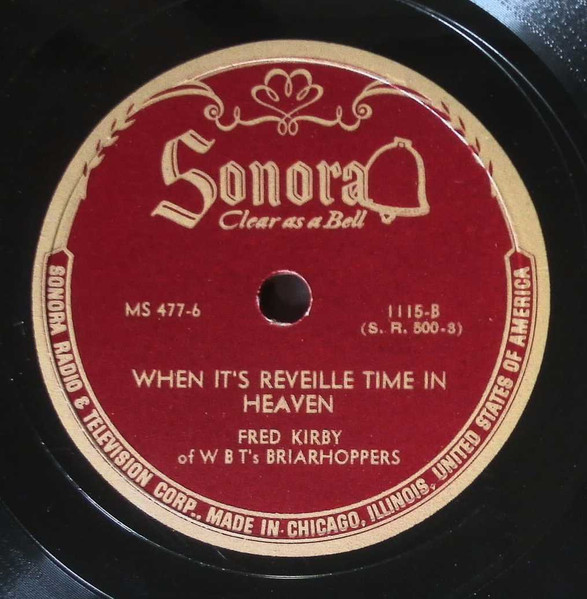 Sonora
Clear as a Bell
MS 477-6
1115-B
(S. R. 500-3)
WHEN IT'S REVEILLE TIME IN
HEAVEN
FRED KIRBY
of W B T's BRIARHOPPERS
SONORA RADIO & TELEVISION CORP., MADE IN CHICAGO, ILLINOIS, UNITED STATES OF AMERICA